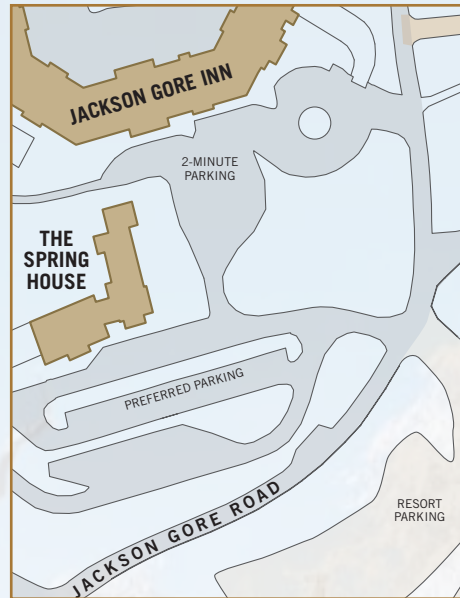 JACKSON GORE INN
2-MINUTE
PARKING
THE
SPRING
HOUSE
PREFERRED PARKING
JACKSON GORE ROAD
RESORT
PARKING